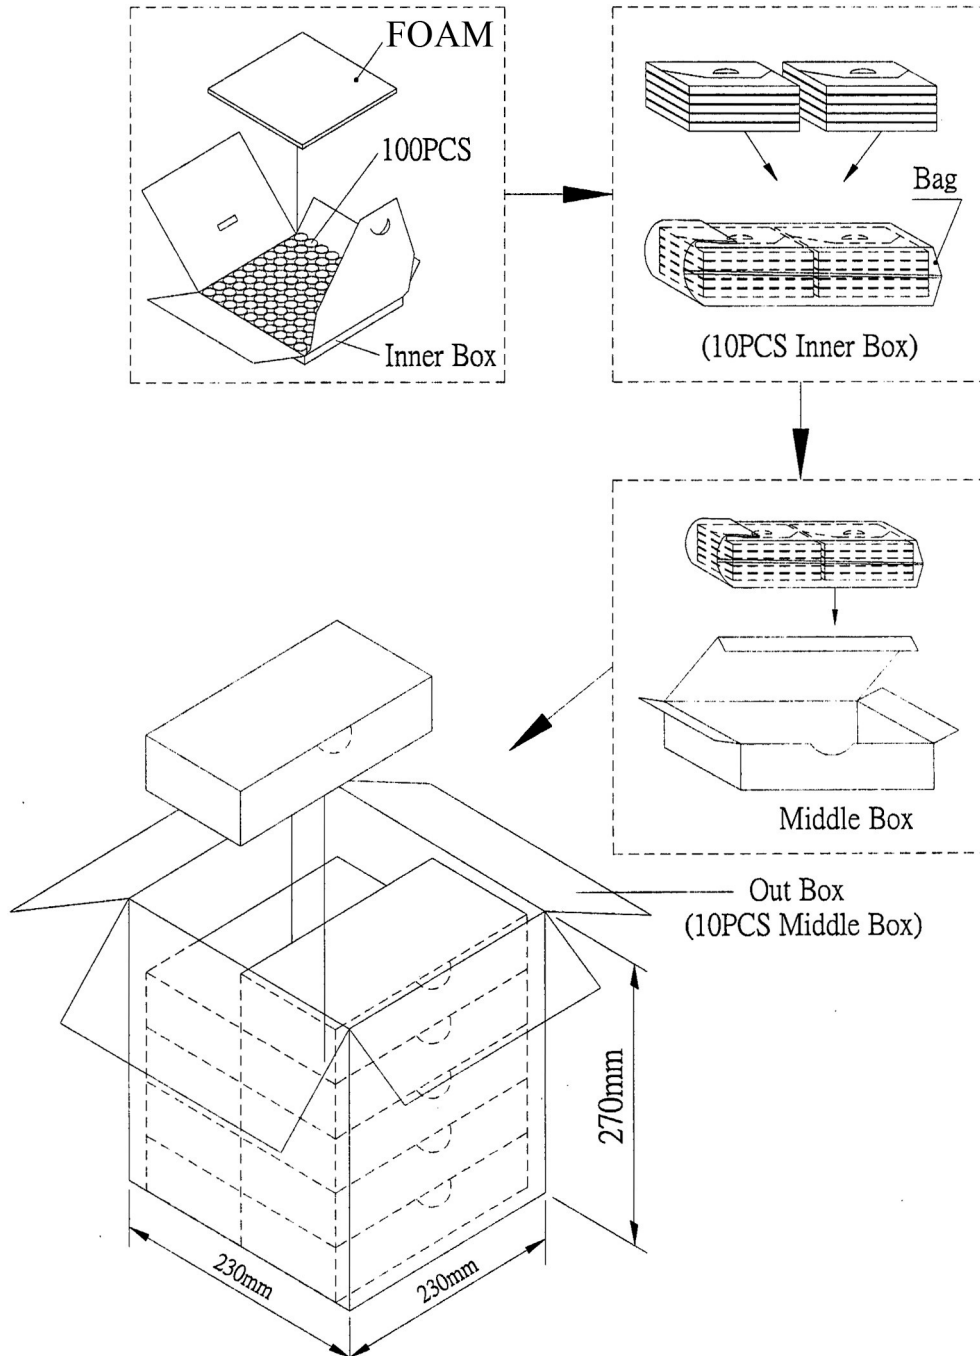 FOAM
100PCS
Inner Box
Bag
(10PCS Inner Box)
Middle Box
Out Box
(10PCS Middle Box)
270mm
230mm
230mm